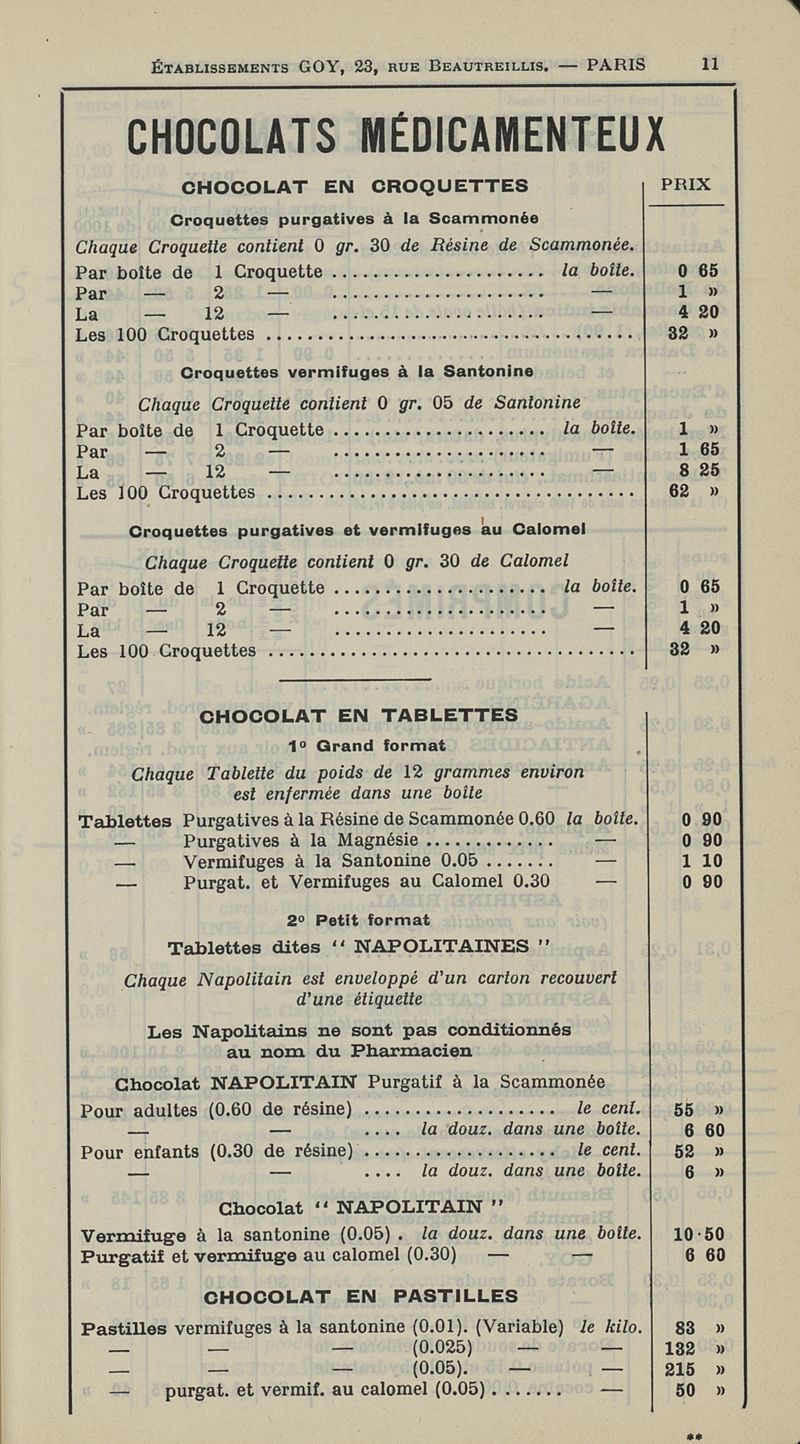 ÉTABLISSEMENTS GOY, 23, RUE BEAUTREILLIS. — PARIS 11
CHOCOLATS MÉDICAMENTEUX
CHOCOLAT EN CROQUETTES PRIX
Croquettes purgatives à la Scammonée
Chaque Croquette contient 0 gr. 30 de Résine de Scammonée.
Par boîte de 1 Croquette ..................... la boîte. 0 65
Par — 2 — ..................... — 1 »
La — 12 — ..................... — 4 20
Les 100 Croquettes ..................................... 32 »
Croquettes vermifuges à la Santonine
Chaque Croquette contient 0 gr. 05 de Santonine
Par boîte de 1 Croquette ..................... la boîte. 1 »
Par — 2 — ..................... — 1 65
La — 12 — ..................... — 8 25
Les 100 Croquettes ..................................... 62 »
Croquettes purgatives et vermifuges au Calomel
Chaque Croquette contient 0 gr. 30 de Calomel
Par boîte de 1 Croquette ..................... la boîte. 0 65
Par — 2 — ..................... — 1 »
La — 12 — ..................... — 4 20
Les 100 Croquettes ..................................... 32 »
CHOCOLAT EN TABLETTES
1º Grand format
Chaque Tablette du poids de 12 grammes environ
est enfermée dans une boîte
Tablettes Purgatives à la Résine de Scammonée 0.60 la boîte. 0 90
— Purgatives à la Magnésie ............. — 0 90
— Vermifuges à la Santonine 0.05 ....... — 1 10
— Purgat. et Vermifuges au Calomel 0.30 — 0 90
2º Petit format
Tablettes dites “ NAPOLITAINES ”
Chaque Napolitain est enveloppé d'un carton recouvert
d'une étiquette
Les Napolitains ne sont pas conditionnés
au nom du Pharmacien
Chocolat NAPOLITAIN Purgatif à la Scammonée
Pour adultes (0.60 de résine) ................... le cent. 55 »
— — .... la douz. dans une boîte. 6 60
Pour enfants (0.30 de résine) ................... le cent. 52 »
— — .... la douz. dans une boîte. 6 »
Chocolat “ NAPOLITAIN ”
Vermifuge à la santonine (0.05) . la douz. dans une boîte. 10 50
Purgatif et vermifuge au calomel (0.30) — — 6 60
CHOCOLAT EN PASTILLES
Pastilles vermifuges à la santonine (0.01). (Variable) le kilo. 83 »
— — — (0.025) — — 132 »
— — — (0.05). — — 215 »
— purgat. et vermif. au calomel (0.05) ....... — 50 »
**